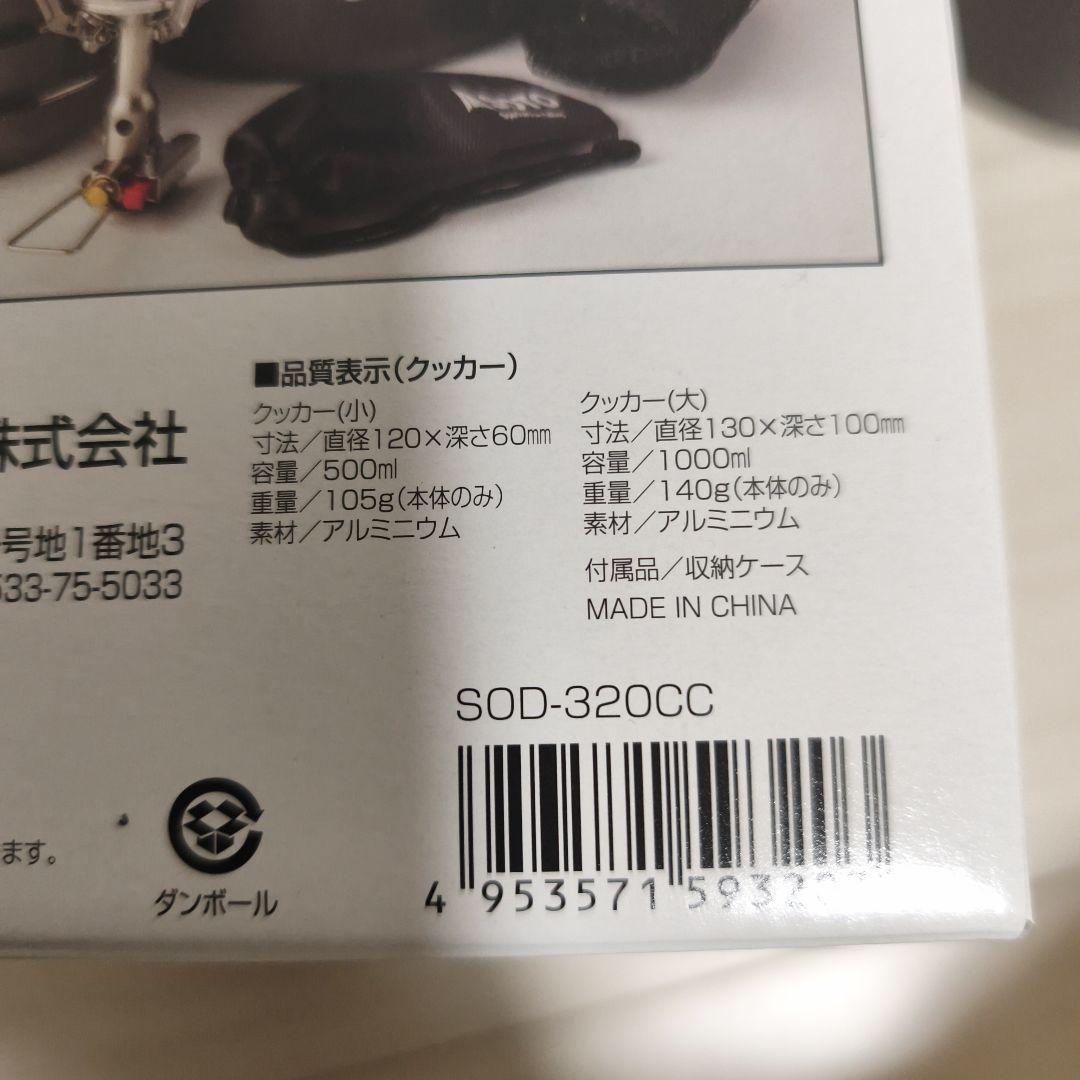 ■品質表示(クッカー)
クッカー(小)
寸法／直径120×深さ60㎜
容量／500㎖
重量／105g(本体のみ)
素材／アルミニウム
クッカー(大)
寸法／直径130×深さ100㎜
容量／1000㎖
重量／140g(本体のみ)
素材／アルミニウム
付属品／収納ケース
MADE IN CHINA
株式会社
号地1番地3
533-75-5033
SOD-320CC
ます。
ダンボール
4 953571 593